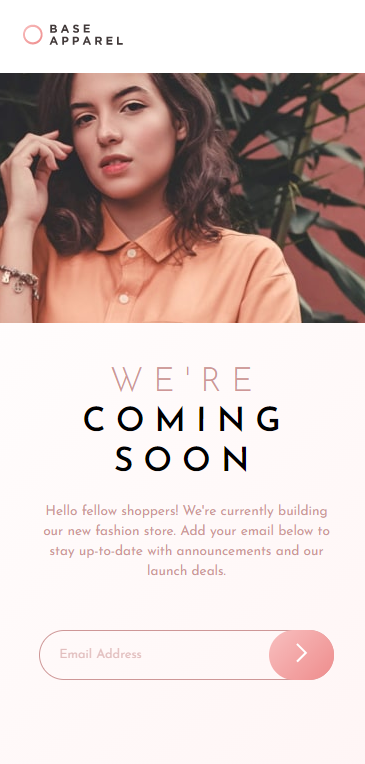 BASE
APPAREL
WE'RE
COMING
SOON
Hello fellow shoppers! We're currently building
our new fashion store. Add your email below to
stay up-to-date with announcements and our
launch deals.
Email Address